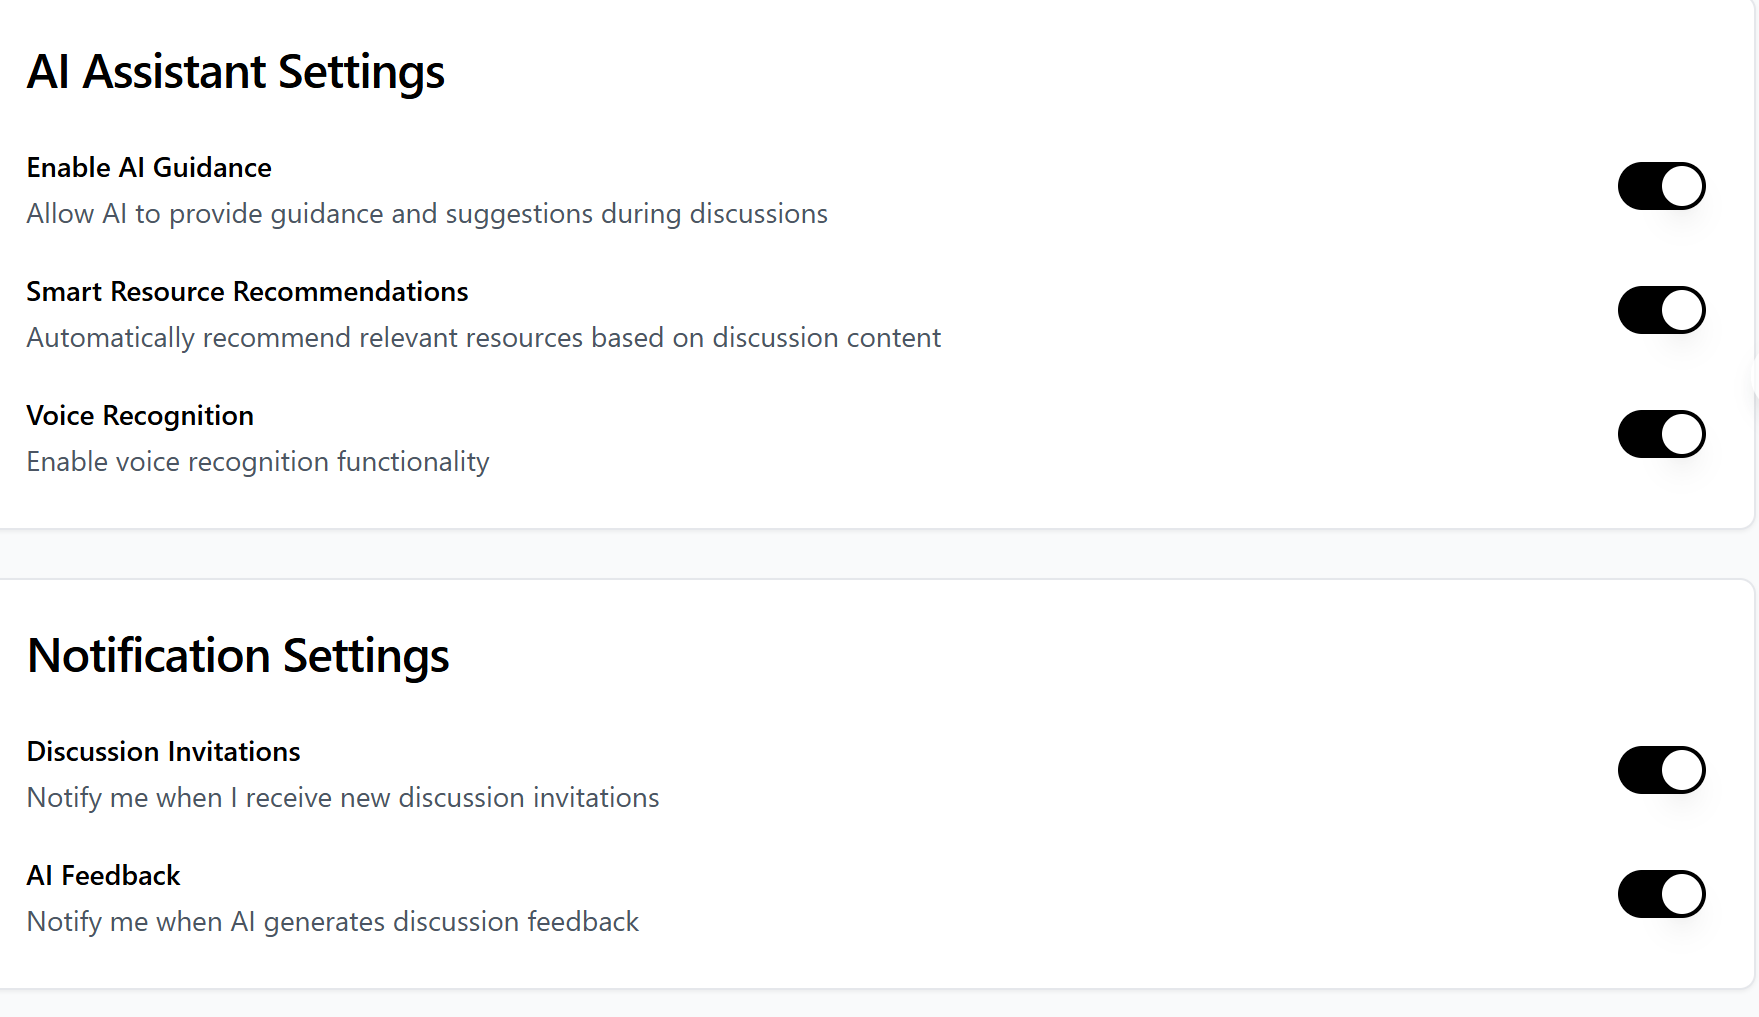 AI Assistant Settings
Enable AI Guidance
Allow AI to provide guidance and suggestions during discussions
Smart Resource Recommendations
Automatically recommend relevant resources based on discussion content
Voice Recognition
Enable voice recognition functionality
Notification Settings
Discussion Invitations
Notify me when I receive new discussion invitations
AI Feedback
Notify me when AI generates discussion feedback